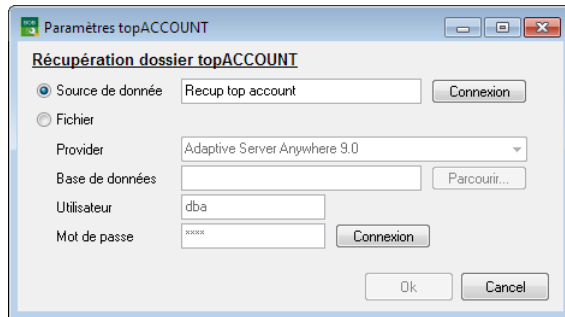 BOB
Paramètres topACCOUNT
Récupération dossier topACCOUNT
Source de donnée Recup top account Connexion
Fichier
Provider Adaptive Server Anywhere 9.0
Base de données Parcourir...
Utilisateur dba
Mot de passe **** Connexion
Ok Cancel